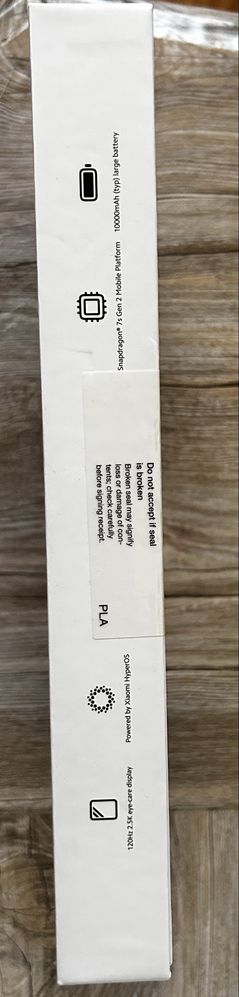 10000mAh (typ) large battery
Snapdragon® 7s Gen 2 Mobile Platform
Do not accept if seal
is broken
Broken seal may signify
loss or damage of con-
tents; check carefully
before signing receipt.
PLA
Powered by Xiaomi HyperOS
120Hz 2.5K eye-care display